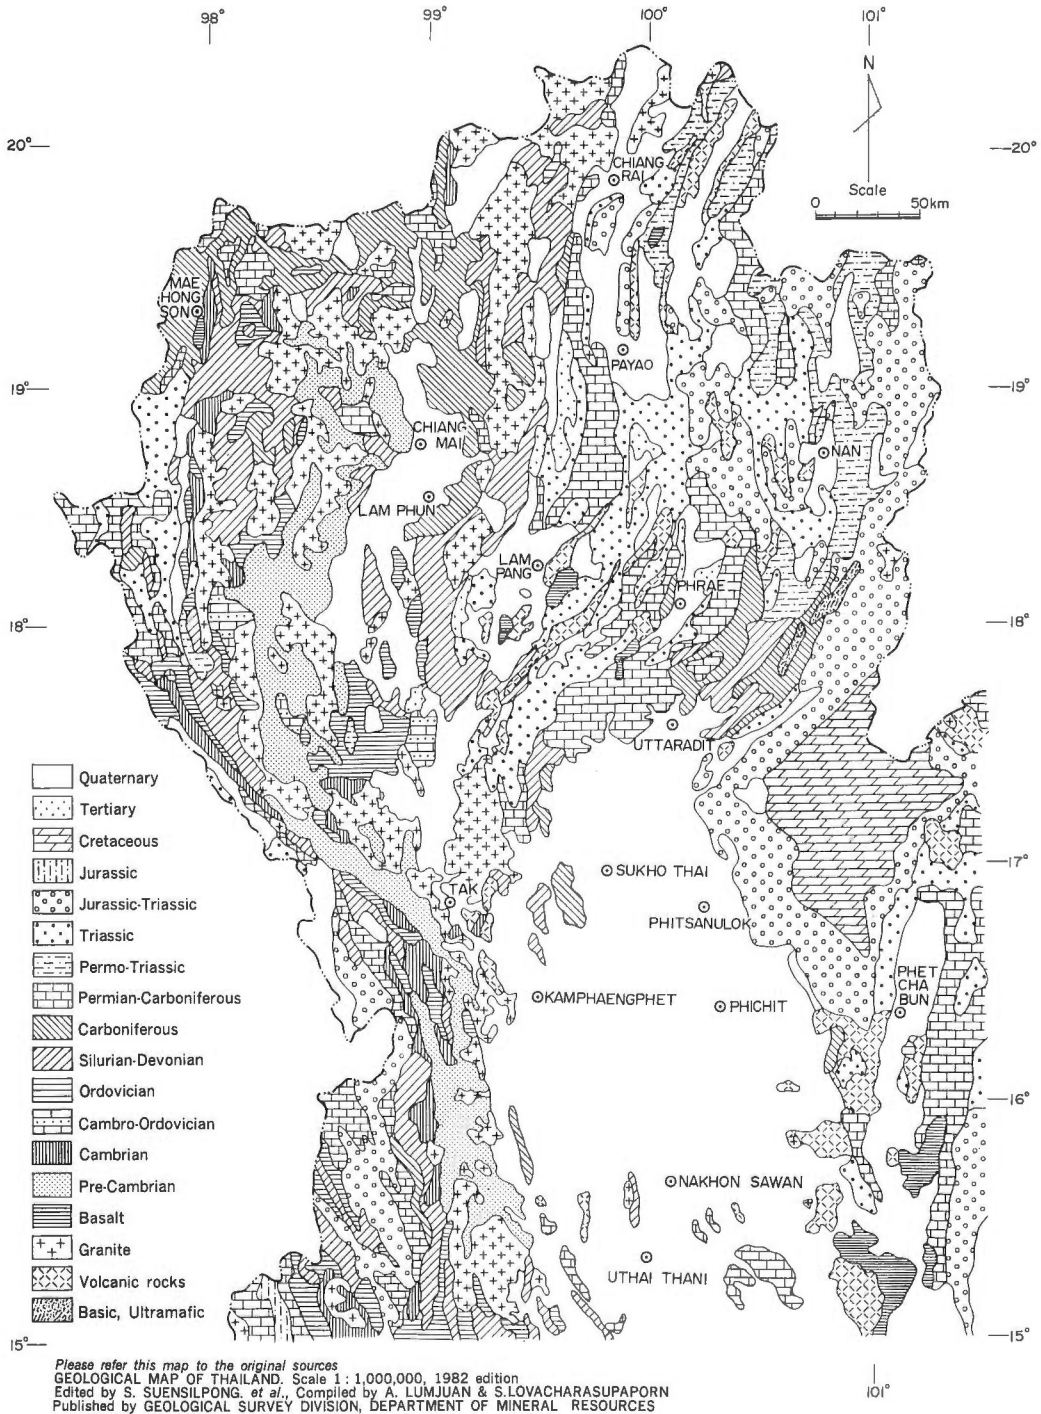 98° 99° 100° 101°
N
20° 20°
CHIANG
RAI
Scale
0 50km
MAE
HONG
SON
PAYAO
19° 19°
CHIANG
MAI
NAN
LAM PHUN
LAM
PANG
PHRAE
18° 18°
UTTARADIT
Quaternary
Tertiary
Cretaceous
Jurassic
Jurassic-Triassic
Triassic
Permo-Triassic
Permian-Carboniferous
Carboniferous
Silurian-Devonian
Ordovician
Cambro-Ordovician
Cambrian
Pre-Cambrian
Basalt
Granite
Volcanic rocks
Basic, Ultramafic
17°
SUKHO THAI
TAK
PHITSANULOK
PHET
CHA
BUN
KAMPHAENGPHET
PHICHIT
16°
NAKHON SAWAN
UTHAI THANI
15° 15°
101°
Please refer this map to the original sources
GEOLOGICAL MAP OF THAILAND. Scale 1 : 1,000,000, 1982 edition
Edited by S. SUENSILPONG. et al., Compiled by A. LUMJUAN & S.LOVACHARASUPAPORN
Published by GEOLOGICAL SURVEY DIVISION, DEPARTMENT OF MINERAL RESOURCES